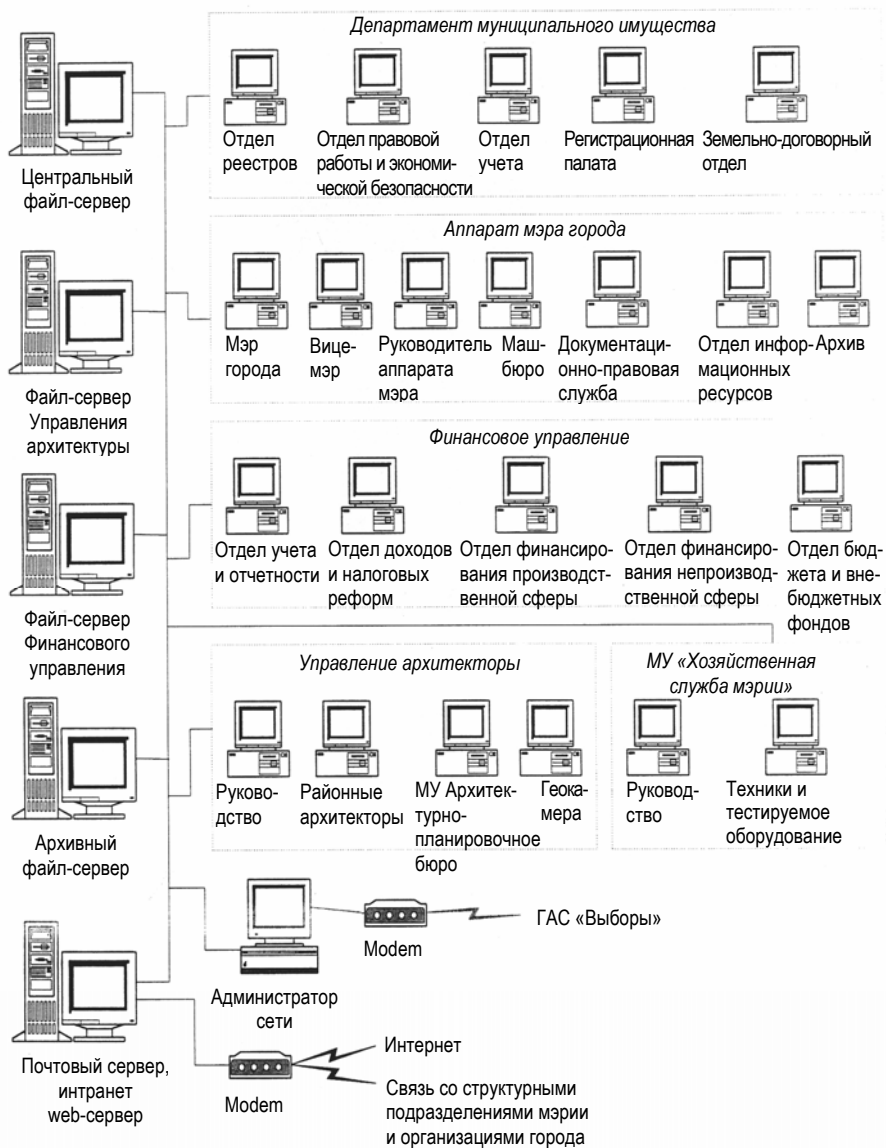 Департамент муниципального имущества
Отдел
реестров
Отдел правовой
работы и экономи-
ческой безопасности
Отдел
учета
Регистрационная
палата
Земельно-договорный
отдел
Центральный
файл-сервер
Аппарат мэра города
Мэр
города
Вице-
мэр
Руководитель
аппарата
мэра
Маш-
бюро
Документаци-
онно-правовая
служба
Отдел инфор-
мационных
ресурсов
Архив
Файл-сервер
Управления
архитектуры
Финансовое управление
Отдел учета
и отчетности
Отдел доходов
и налоговых
реформ
Отдел финансиро-
вания производст-
венной сферы
Отдел финансиро-
вания непроизвод-
ственной сферы
Отдел бюд-
жета и вне-
бюджетных
фондов
Файл-сервер
Финансового
управления
Управление архитекторы
Руково-
дство
Районные
архитекторы
МУ Архитек-
турно-
планировочное
бюро
Геока-
мера
МУ «Хозяйственная
служба мэрии»
Руковод-
ство
Техники и
тестируемое
оборудование
Архивный
файл-сервер
Администратор
сети
Modem
ГАС «Выборы»
Почтовый сервер,
интранет
web-сервер
Modem
Интернет
Связь со структурными
подразделениями мэрии
и организациями города